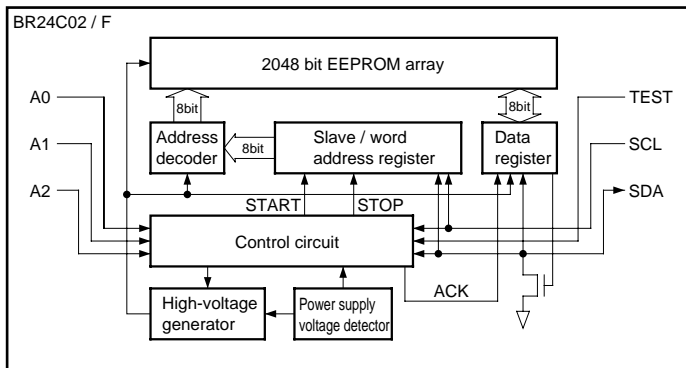 BR24C02 / F
2048 bit EEPROM array
8bit
8bit
A0
TEST
Address
decoder
8bit
Slave / word
address register
Data
register
A1
SCL
A2
SDA
START
STOP
Control circuit
ACK
High-voltage
generator
Power supply
voltage detector